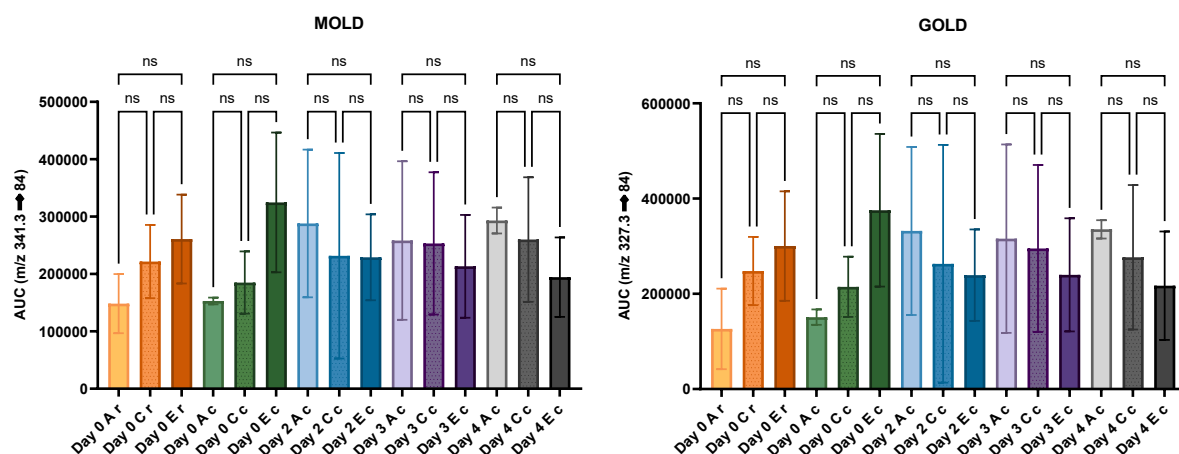 MOLD
ns ns ns ns ns
ns ns ns ns ns ns ns ns ns ns
AUC (m/z 341.3 → 84)
500000
400000
300000
200000
100000
0
Day 0 A r
Day 0 C r
Day 0 E r
Day 0 A c
Day 0 C c
Day 0 E c
Day 2 A c
Day 2 C c
Day 2 E c
Day 3 A c
Day 3 C c
Day 3 E c
Day 4 A c
Day 4 C c
Day 4 E c
GOLD
ns ns ns ns ns
ns ns ns ns ns ns ns ns ns ns
AUC (m/z 327.3 → 84)
600000
400000
200000
0
Day 0 A r
Day 0 C r
Day 0 E r
Day 0 A c
Day 0 C c
Day 0 E c
Day 2 A c
Day 2 C c
Day 2 E c
Day 3 A c
Day 3 C c
Day 3 E c
Day 4 A c
Day 4 C c
Day 4 E c